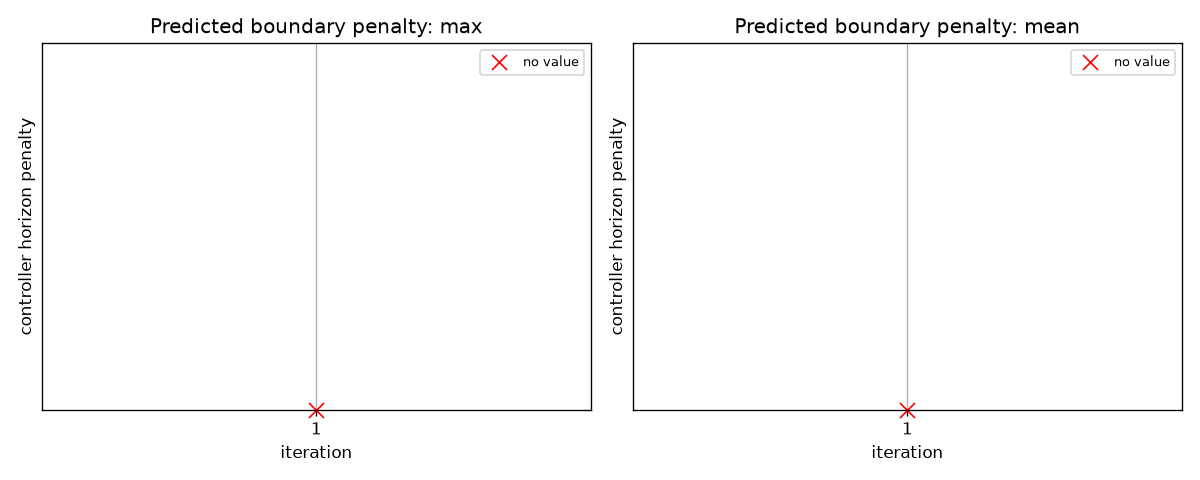 Predicted boundary penalty: max
no value
controller horizon penalty
1
iteration
Predicted boundary penalty: mean
no value
controller horizon penalty
1
iteration